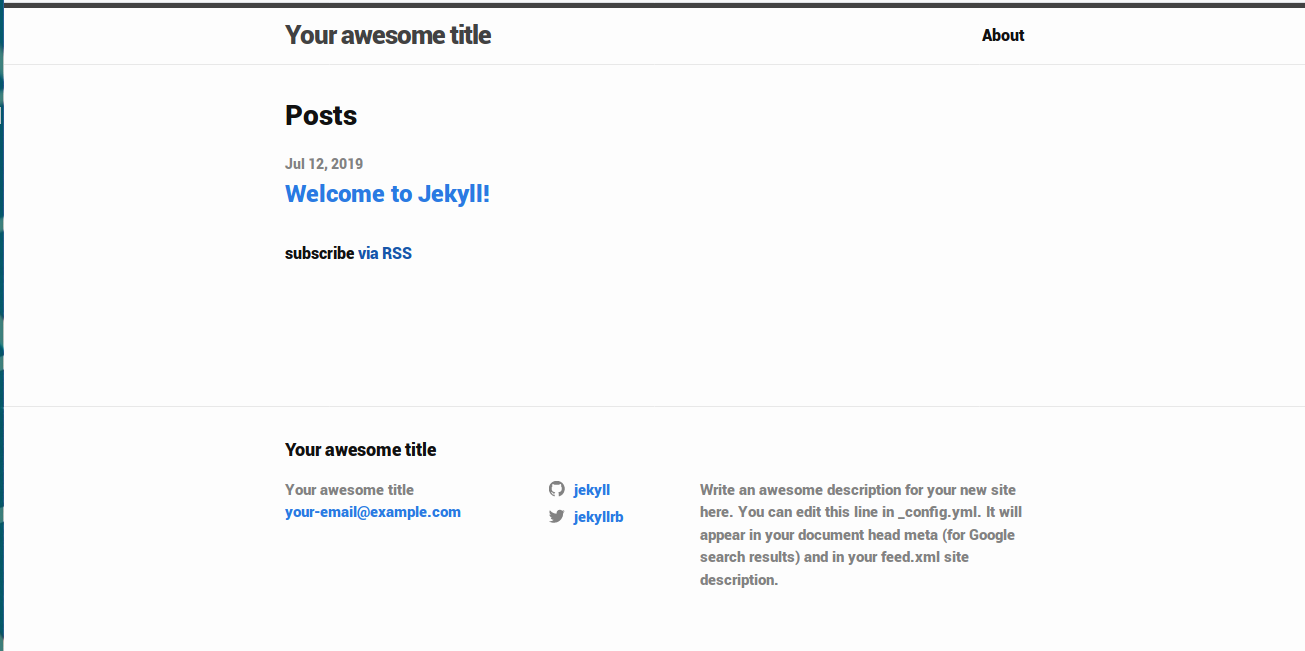 Your awesome title
About
Posts
Jul 12, 2019
Welcome to Jekyll!
subscribe via RSS
Your awesome title
Your awesome title
your-email@example.com
jekyll
jekyllrb
Write an awesome description for your new site
here. You can edit this line in _config.yml. It will
appear in your document head meta (for Google
search results) and in your feed.xml site
description.